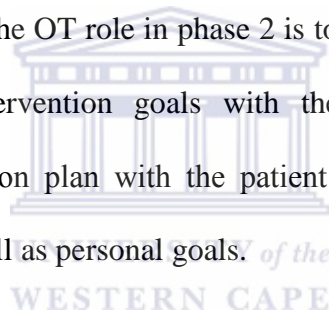 he OT role in phase 2 is to
ervention goals with the
on plan with the patient
ll as personal goals.
UNIVERSITY of the
WESTERN CAPE